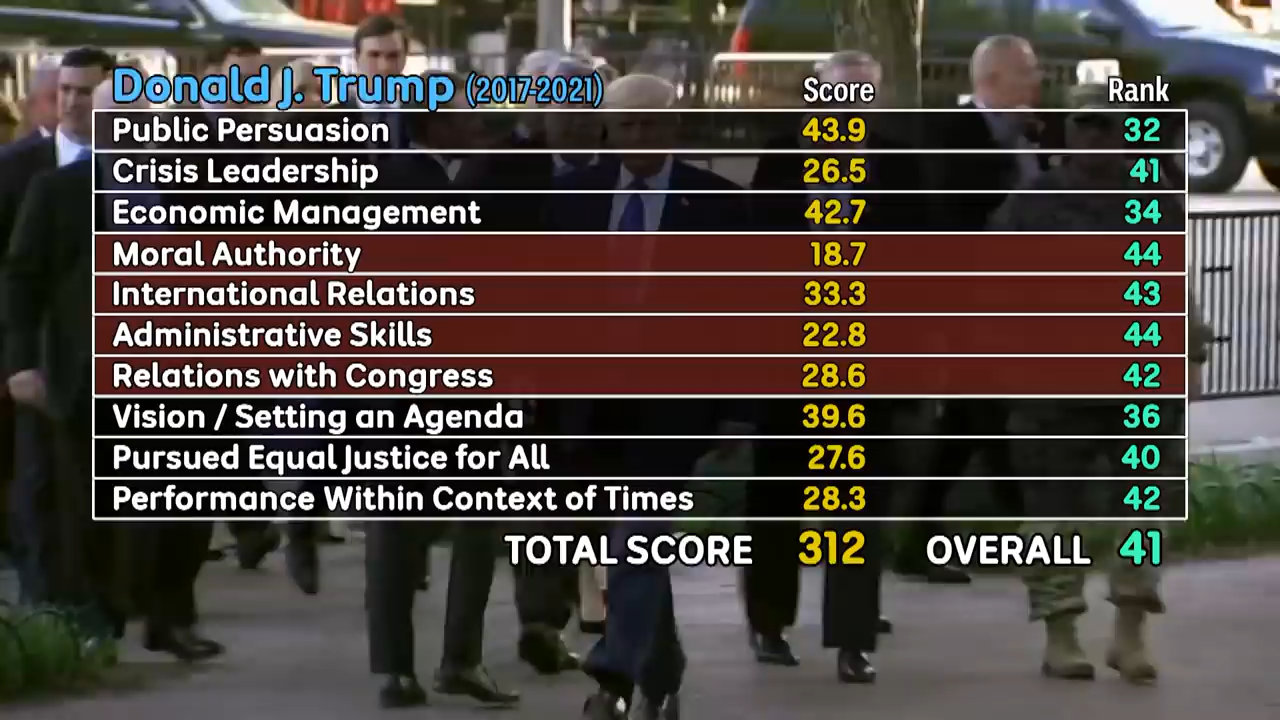 Donald J. Trump (2017-2021) Score Rank
Public Persuasion 43.9 32
Crisis Leadership 26.5 41
Economic Management 42.7 34
Moral Authority 18.7 44
International Relations 33.3 43
Administrative Skills 22.8 44
Relations with Congress 28.6 42
Vision / Setting an Agenda 39.6 36
Pursued Equal Justice for All 27.6 40
Performance Within Context of Times 28.3 42
TOTAL SCORE 312 OVERALL 41